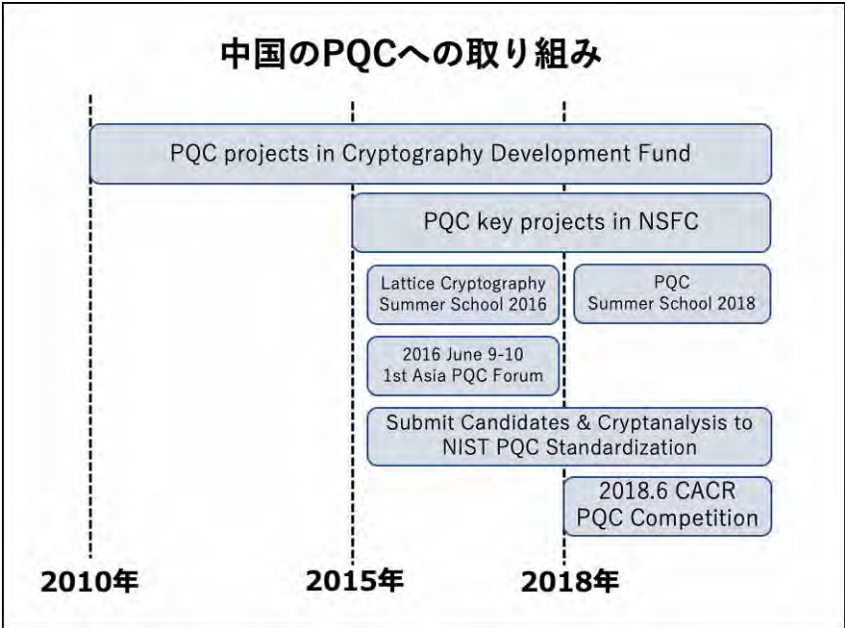 中国のPQCへの取り組み
PQC projects in Cryptography Development Fund
PQC key projects in NSFC
Lattice Cryptography
Summer School 2016
PQC
Summer School 2018
2016 June 9-10
1st Asia PQC Forum
Submit Candidates & Cryptanalysis to
NIST PQC Standardization
2018.6 CACR
PQC Competition
2010年
2015年
2018年